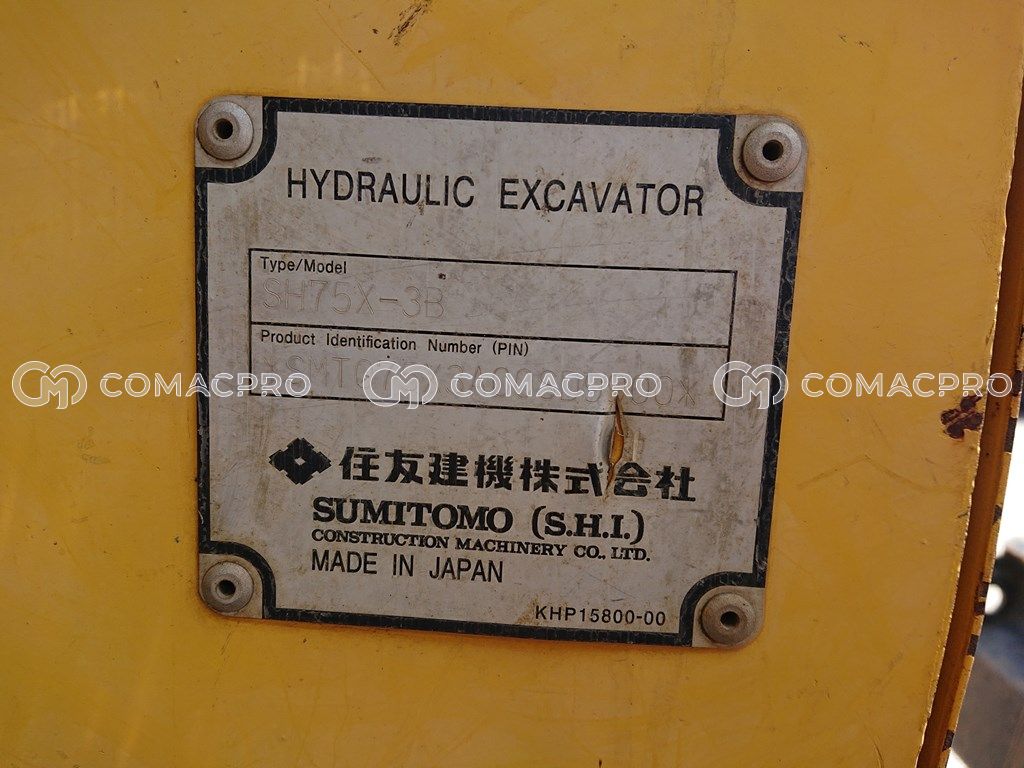 HYDRAULIC EXCAVATOR
Type/Model
SH75X-3B
Product Identification Number (PIN)
COMACPRO COMACPRO COMACPRO
住友建機株式会社
SUMITOMO (S.H.I.)
CONSTRUCTION MACHINERY CO., LTD.
MADE IN JAPAN
KHP15800-00